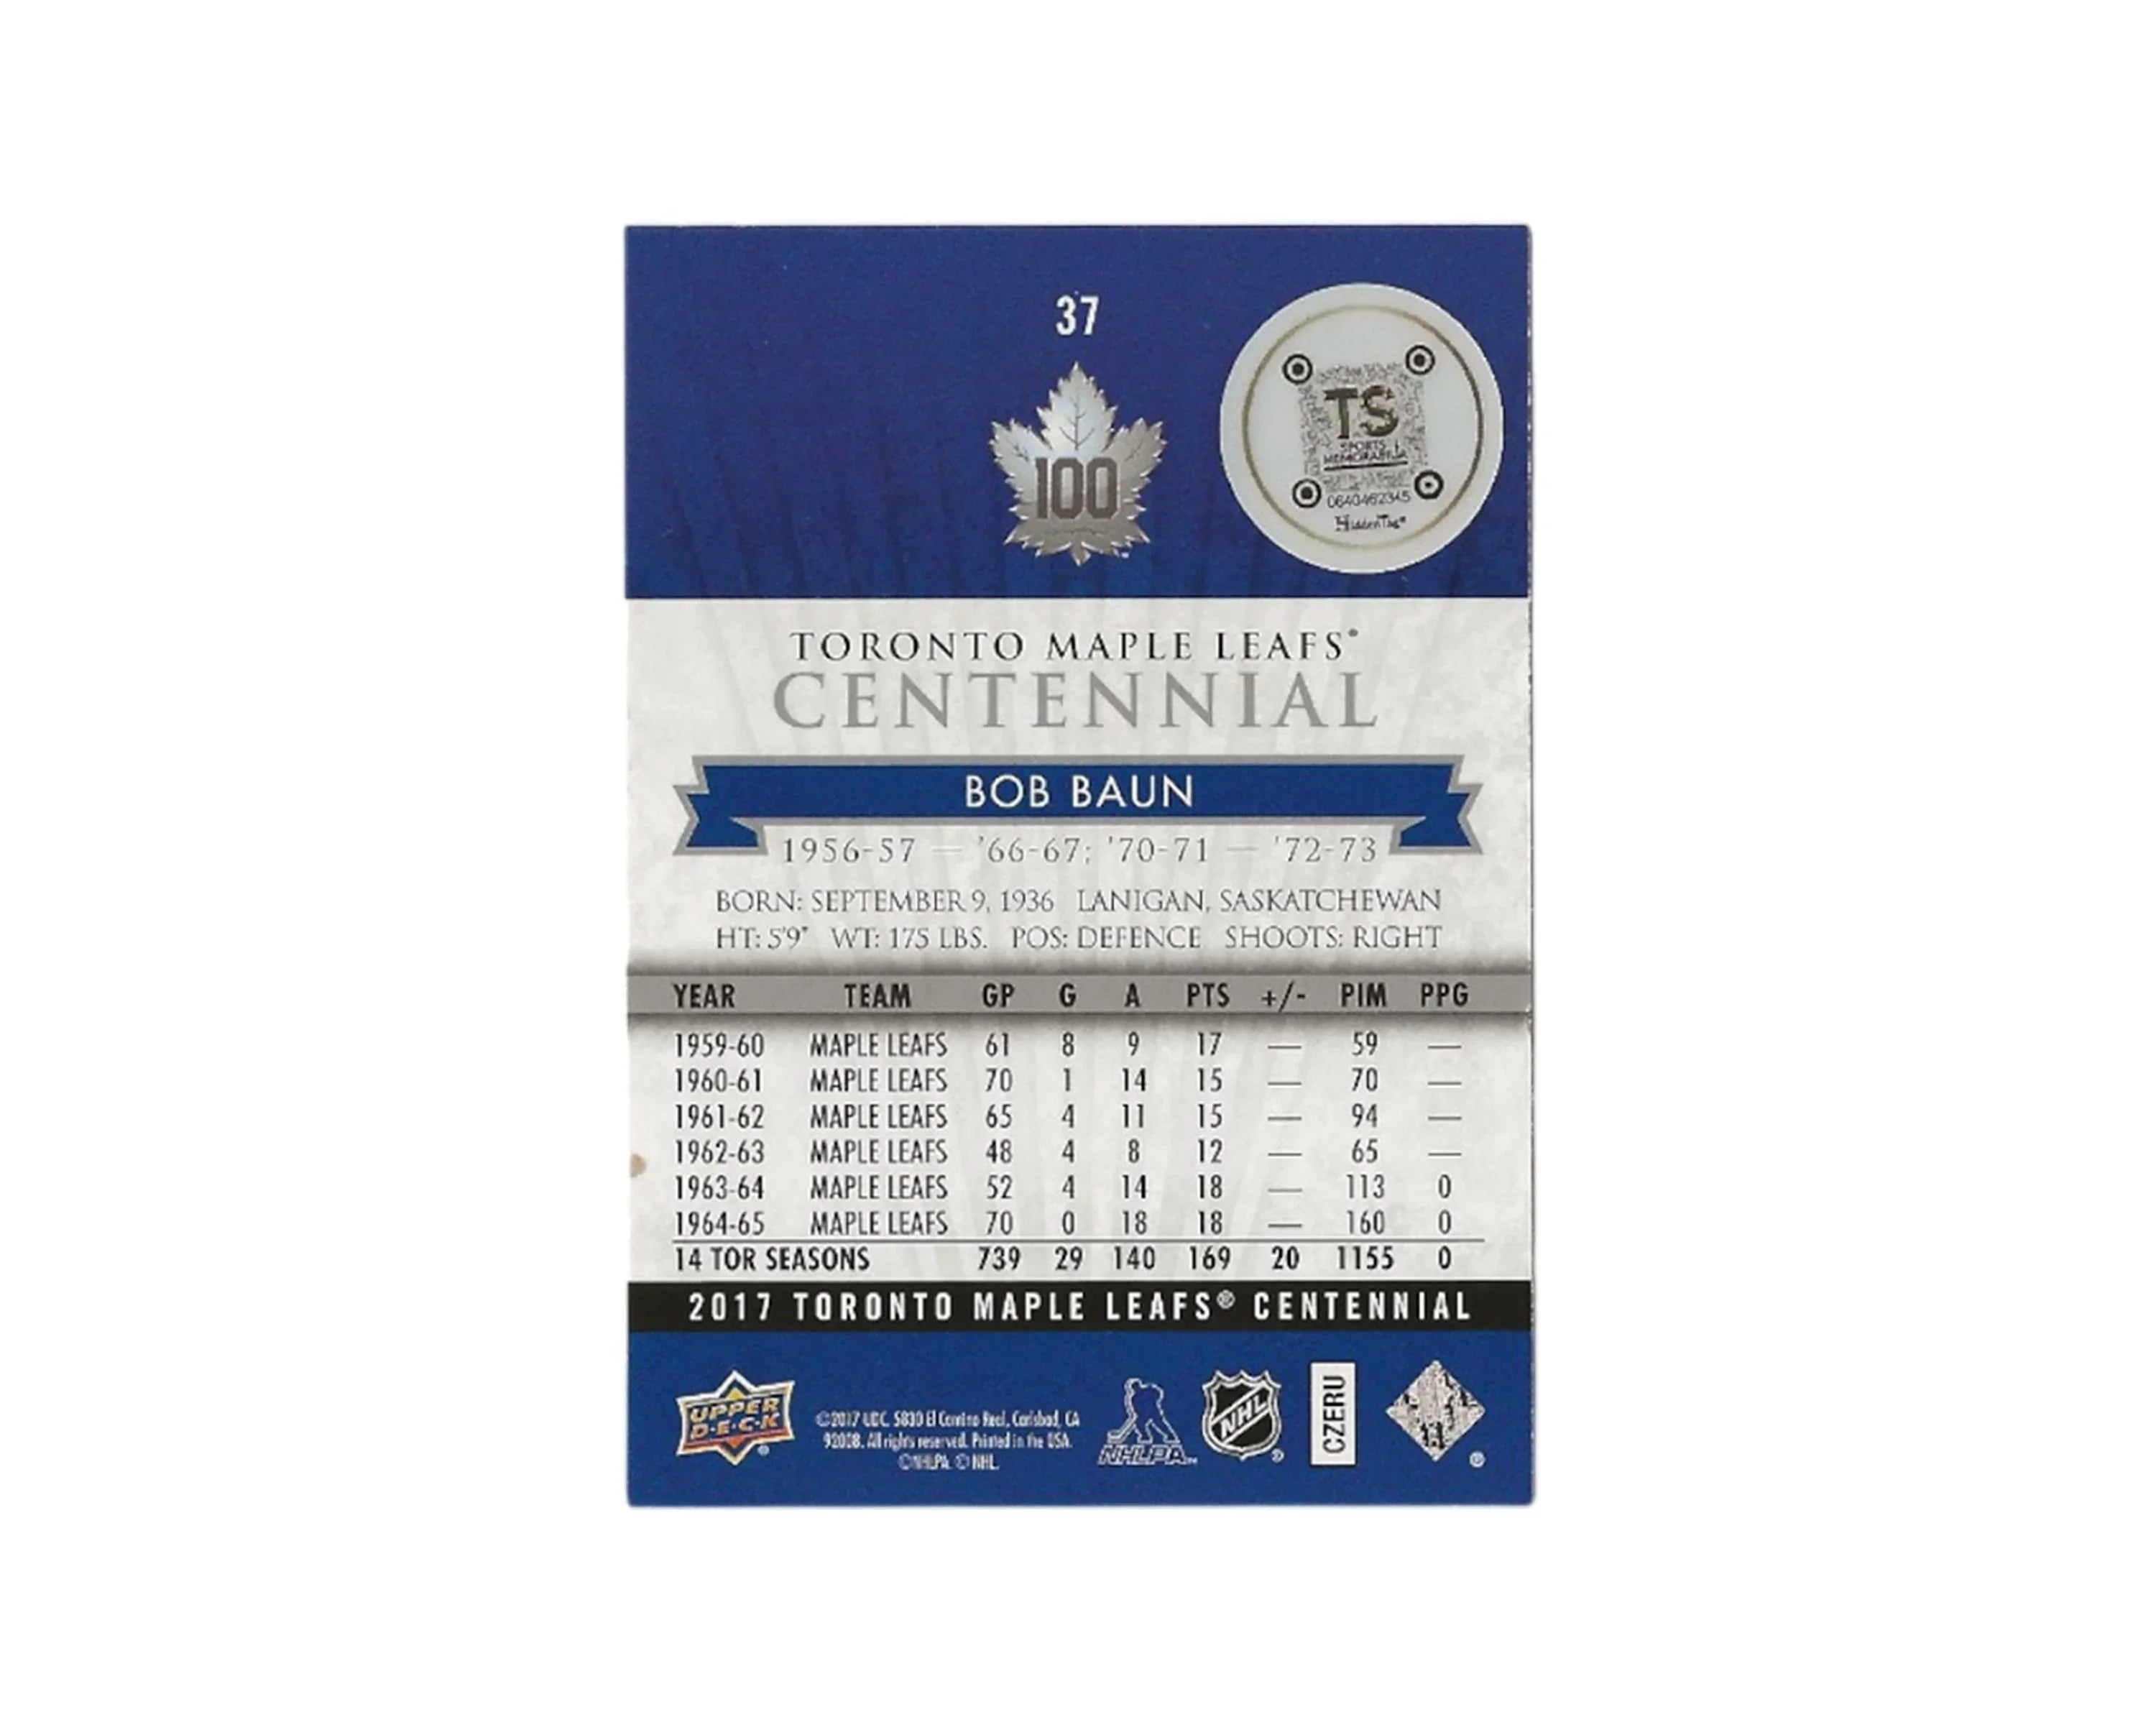 37
100
TS
SPORTS
MEMORABILIA
0640462345
HiddenTag®
TORONTO MAPLE LEAFS®
CENTENNIAL
BOB BAUN
1956-57 — '66-67; '70-71 — '72-73
BORN: SEPTEMBER 9, 1936 LANIGAN, SASKATCHEWAN
HT: 5'9" WT: 175 LBS. POS: DEFENCE SHOOTS: RIGHT
YEAR TEAM GP G A PTS +/- PIM PPG
1959-60 MAPLE LEAFS 61 8 9 17 — 59 —
1960-61 MAPLE LEAFS 70 1 14 15 — 70 —
1961-62 MAPLE LEAFS 65 4 11 15 — 94 —
1962-63 MAPLE LEAFS 48 4 8 12 — 65 —
1963-64 MAPLE LEAFS 52 4 14 18 — 113 0
1964-65 MAPLE LEAFS 70 0 18 18 — 160 0
14 TOR SEASONS 739 29 140 169 20 1155 0
2017 TORONTO MAPLE LEAFS® CENTENNIAL
UPPER
D·E·C·K
©2017 UDC. 5830 El Camino Real, Carlsbad, CA
92008. All rights reserved. Printed in the USA.
©NHLPA. © NHL.
NHLPA™
NHL
CZERU